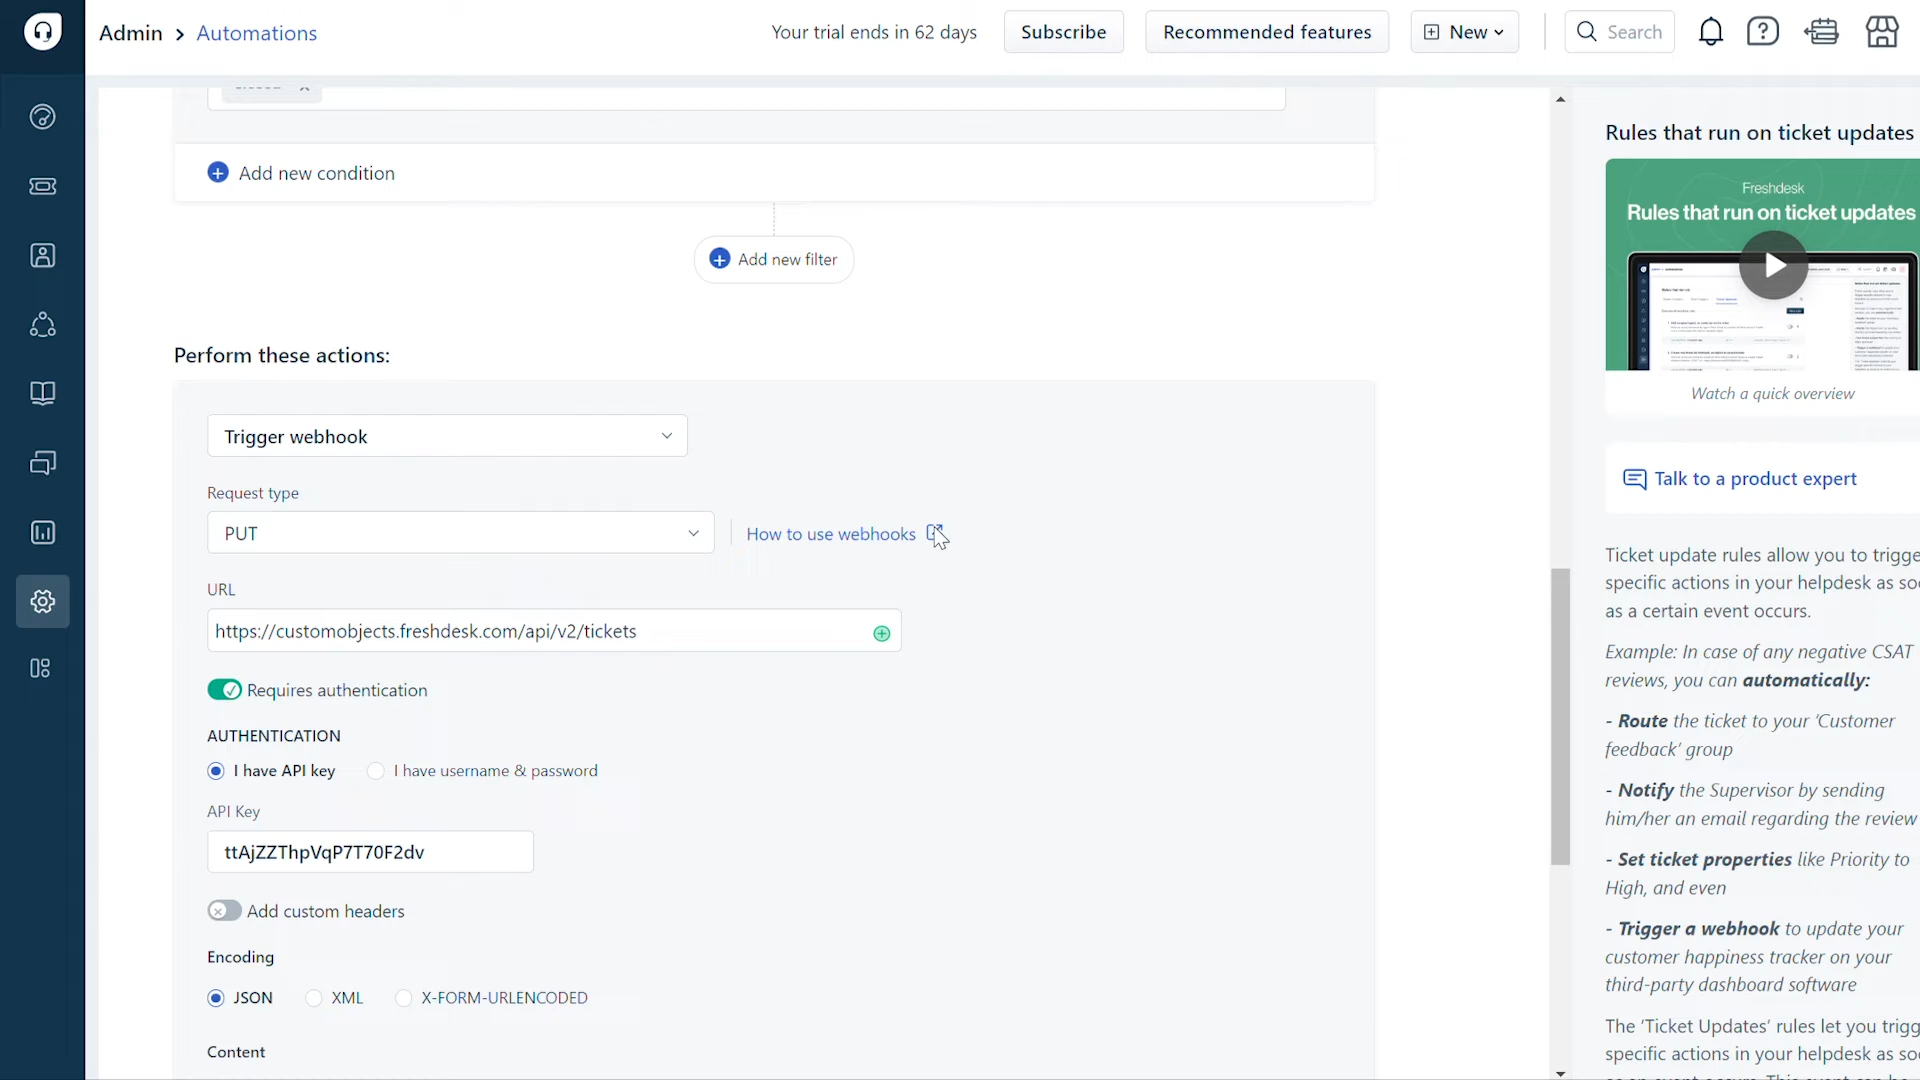 Admin > Automations
Your trial ends in 62 days
Subscribe
Recommended features
New
Search
Add new condition
Add new filter
Perform these actions:
Trigger webhook
Request type
PUT
How to use webhooks
URL
https://customobjects.freshdesk.com/api/v2/tickets
Requires authentication
AUTHENTICATION
I have API key
I have username & password
API Key
ttAjZZThpVqP7T70F2dv
Add custom headers
Encoding
JSON
XML
X-FORM-URLENCODED
Content
Rules that run on ticket updates
Freshdesk
Rules that run on ticket updates
Watch a quick overview
Talk to a product expert
Ticket update rules allow you to trigge
specific actions in your helpdesk as soo
as a certain event occurs.
Example: In case of any negative CSAT
reviews, you can automatically:
- Route the ticket to your 'Customer
feedback' group
- Notify the Supervisor by sending
him/her an email regarding the review
- Set ticket properties like Priority to
High, and even
- Trigger a webhook to update your
customer happiness tracker on your
third-party dashboard software
The 'Ticket Updates' rules let you trigg
specific actions in your helpdesk as soo